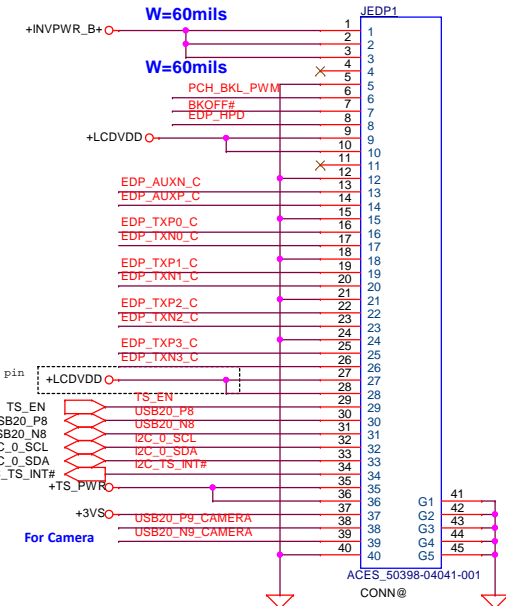 W=60mils
JEDP1
+INVPWR_B+
1 1
2 2
3 3
W=60mils
4 4
5 5
PCH_BKL_PWM 6 6
BKOFF# 7 7
EDP_HPD 8 8
+LCDVDD 9 9
10 10
11 11
12 12
EDP_AUXN_C 13 13
EDP_AUXP_C 14 14
15 15
EDP_TXP0_C 16 16
EDP_TXN0_C 17 17
18 18
EDP_TXP1_C 19 19
EDP_TXN1_C 20 20
21 21
EDP_TXP2_C 22 22
EDP_TXN2_C 23 23
24 24
EDP_TXP3_C 25 25
EDP_TXN3_C 26 26
pin +LCDVDD 27 27
28 28
TS_EN TS_EN 29 29
USB20_P8 30 30
USB20_N8 31 31
I2C_0_SCL 32 32
I2C_0_SDA 33 33
I2C_TS_INT# 34 34
+TS_PWR 35 35
36 36 G1 41
+3VS 37 37 G2 42
USB20_P9_CAMERA 38 38 G3 43
For Camera USB20_N9_CAMERA 39 39 G4 44
40 40 G5 45
ACES_50398-04041-001
CONN@